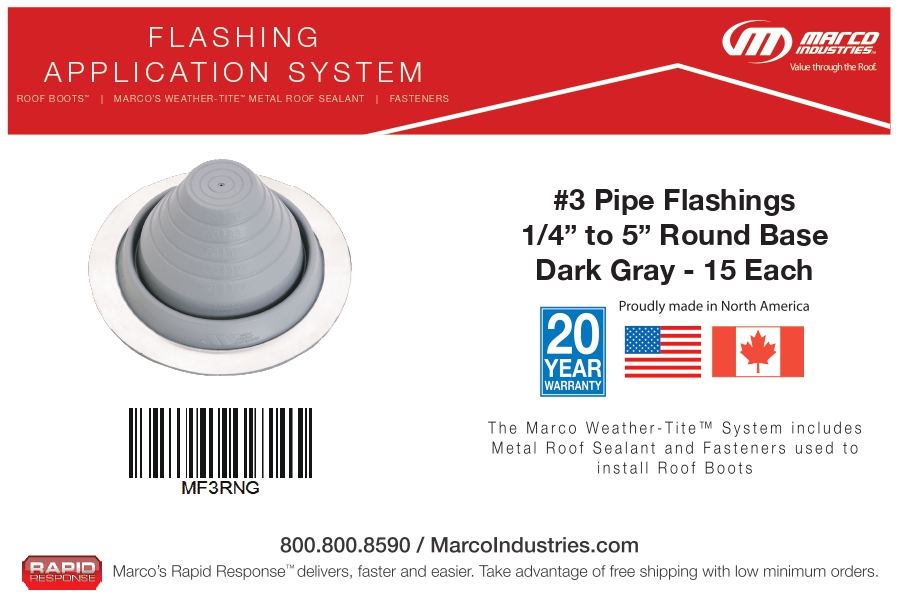 FLASHING
APPLICATION SYSTEM
ROOF BOOTS™ | MARCO'S WEATHER-TITE™ METAL ROOF SEALANT | FASTENERS
MARCO
INDUSTRIES™
Value through the Roof.
#3 Pipe Flashings
1/4” to 5” Round Base
Dark Gray - 15 Each
Proudly made in North America
20
YEAR
WARRANTY
The Marco Weather-Tite™ System includes
Metal Roof Sealant and Fasteners used to
install Roof Boots
MF3RNG
800.800.8590 / MarcoIndustries.com
RAPID
RESPONSE
Marco’s Rapid Response™ delivers, faster and easier. Take advantage of free shipping with low minimum orders.